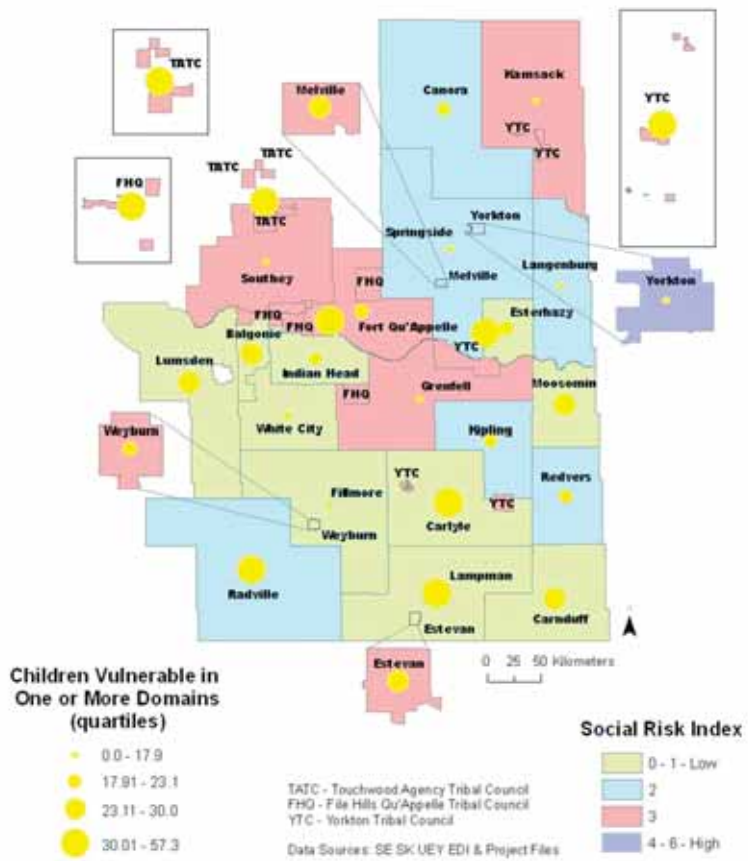 TATC
Melville
Canora
Kamsack
YTC
YTC
YTC
FHQ
TATC
TATC
TATC
Yorkton
Springside
Southey
Melville
Langenburg
Yorkton
FHQ
FHQ
FHQ
Fort Qu'Appelle
Esterhazy
YTC
Balgonie
Lumsden
Indian Head
Moosomin
Grenfell
FHQ
White City
Kipling
Weyburn
Redvers
YTC
Fillmore
YTC
Weyburn
Carlyle
Radville
Lampman
Carnduff
Estevan
Estevan
0 25 50 Kilometers
Children Vulnerable in
One or More Domains
(quartiles)
0.0 - 17.9
17.91 - 23.1
23.11 - 30.0
30.01 - 57.3
TATC - Touchwood Agency Tribal Council
FHQ - File Hills Qu'Appelle Tribal Council
YTC - Yorkton Tribal Council
Data Sources: SE SK UEY EDI & Project Files
Social Risk Index
0 - 1 - Low
2
3
4 - 6 - High